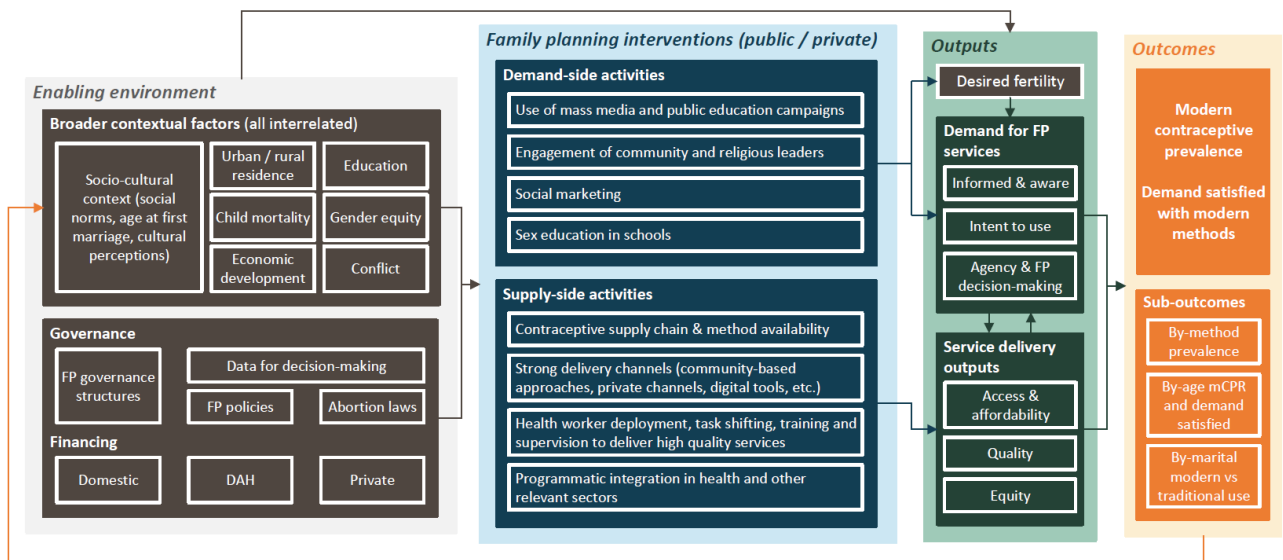 Enabling environment
Broader contextual factors (all interrelated)
Socio-cultural
context (social
norms, age at first
marriage, cultural
perceptions)
Urban / rural
residence
Education
Child mortality
Gender equity
Economic
development
Conflict
Governance
FP governance
structures
Data for decision-making
FP policies
Abortion laws
Financing
Domestic
DAH
Private
Family planning interventions (public / private)
Demand-side activities
Use of mass media and public education campaigns
Engagement of community and religious leaders
Social marketing
Sex education in schools
Supply-side activities
Contraceptive supply chain & method availability
Strong delivery channels (community-based
approaches, private channels, digital tools, etc.)
Health worker deployment, task shifting, training and
supervision to deliver high quality services
Programmatic integration in health and other
relevant sectors
Outputs
Desired fertility
Demand for FP
services
Informed & aware
Intent to use
Agency & FP
decision-making
Service delivery
outputs
Access &
affordability
Quality
Equity
Outcomes
Modern
contraceptive
prevalence
Demand satisfied
with modern
methods
Sub-outcomes
By-method
prevalence
By-age mCPR
and demand
satisfied
By-marital
modern vs
traditional use